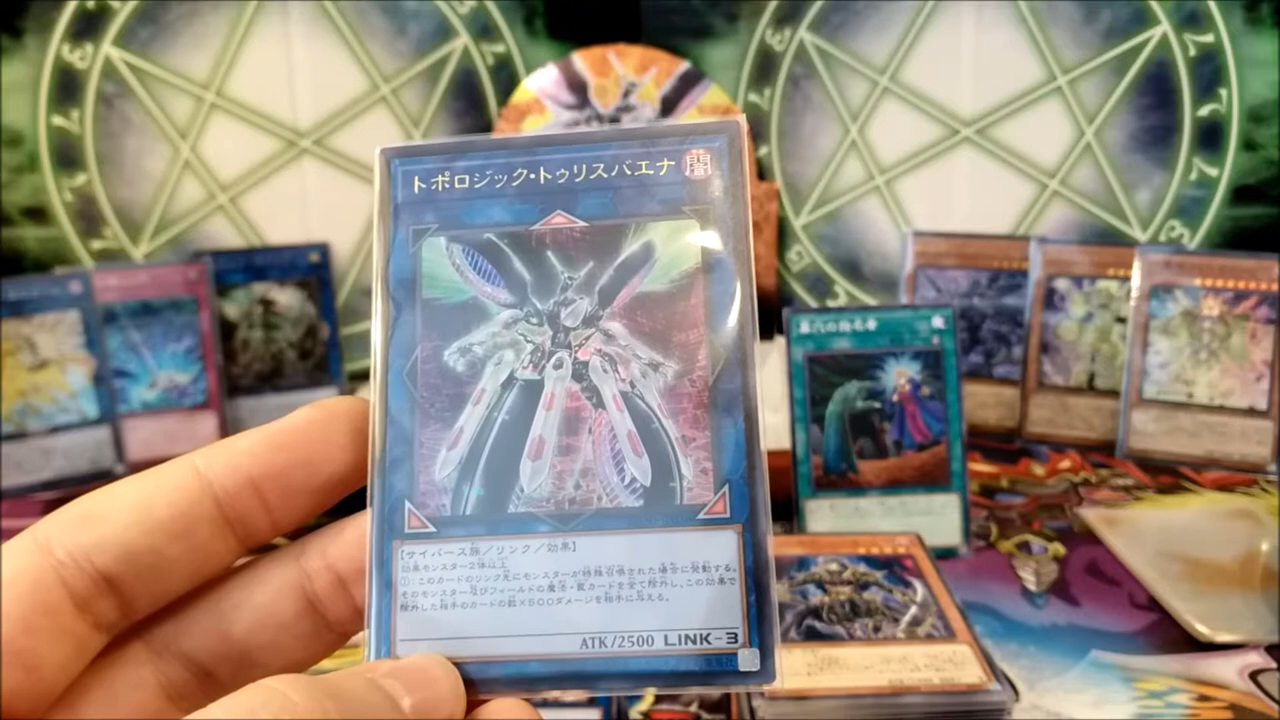 トポロジック・トゥリスバエナ
闇
【サイバース族／リンク／効果】
効果モンスター2体以上
①：このカードのリンク先にモンスターが特殊召喚された場合に発動する。
そのモンスター及びフィールドの魔法・罠カードを全て除外し、この効果で
除外した相手のカードの数×500ダメージを相手に与える。
ATK/2500 LINK-3
墓穴の指名者